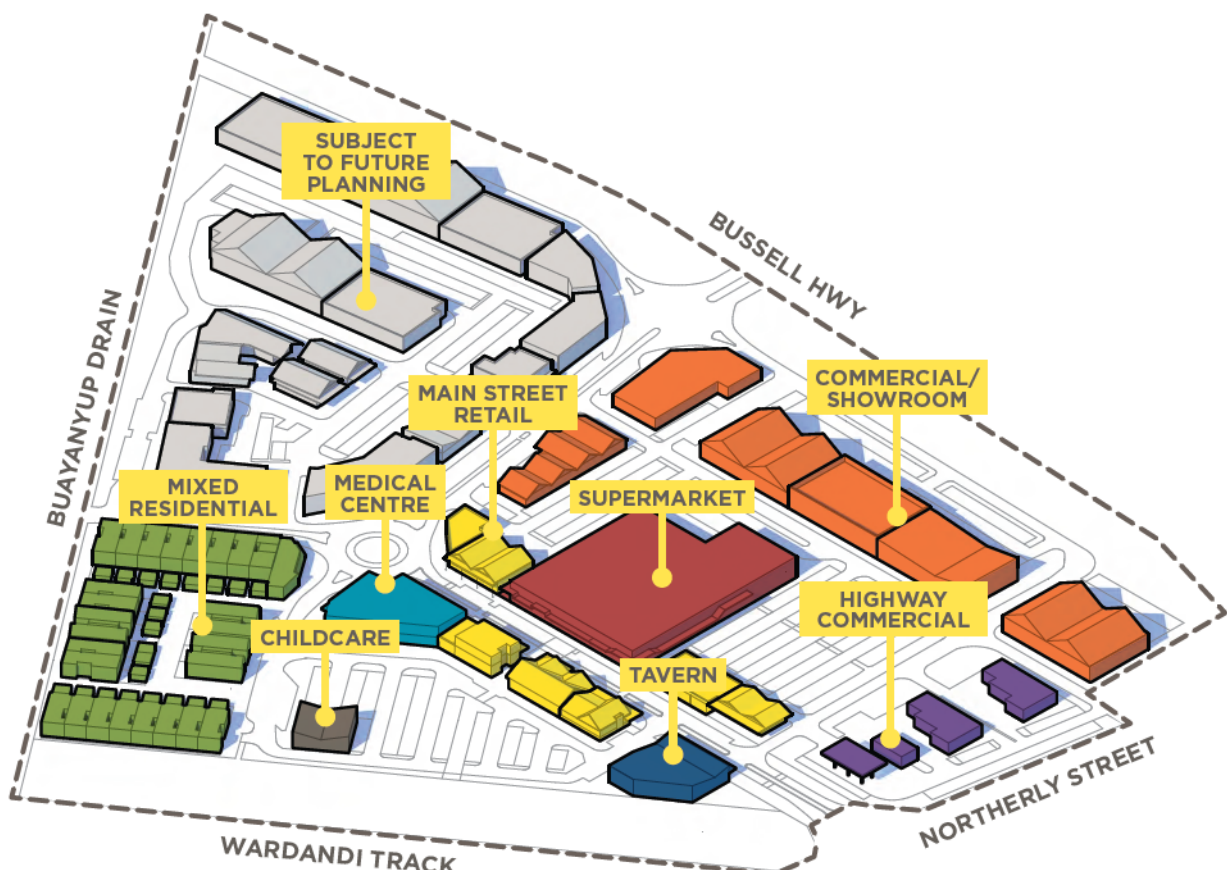 SUBJECT
TO FUTURE
PLANNING
BUSSELL HWY
BUAYANYUP DRAIN
MAIN STREET
RETAIL
COMMERCIAL/
SHOWROOM
MIXED
RESIDENTIAL
MEDICAL
CENTRE
SUPERMARKET
HIGHWAY
COMMERCIAL
CHILDCARE
TAVERN
NORTHERLY STREET
WARDANDI TRACK